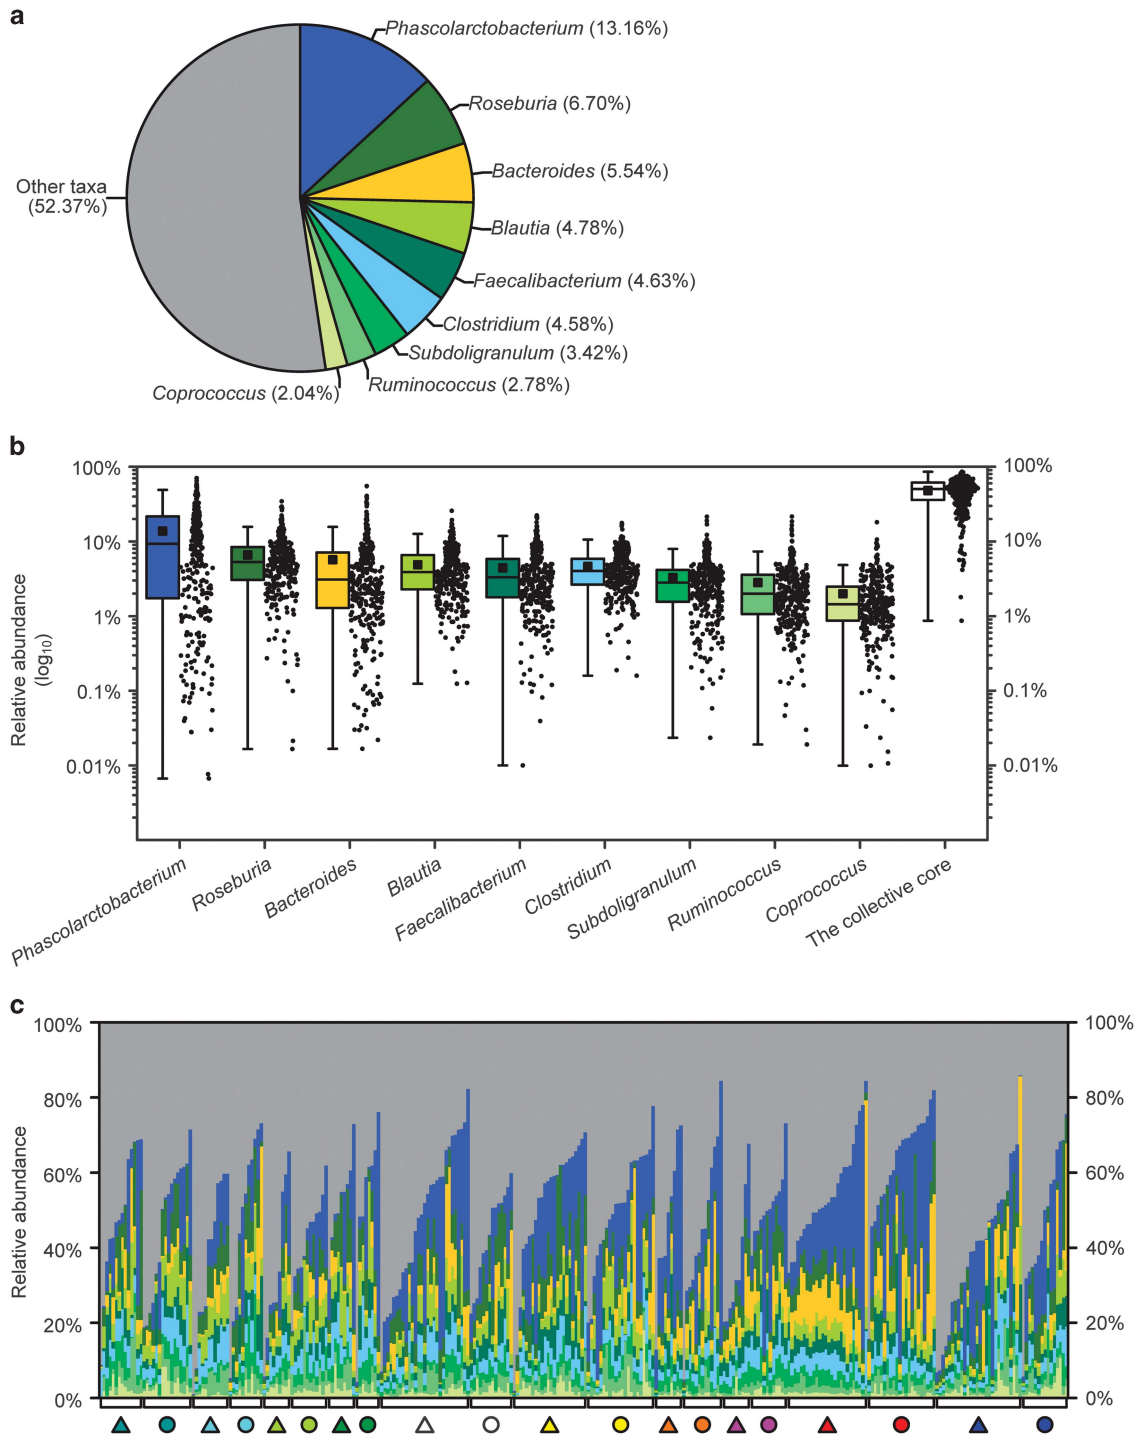 a
Phascolarctobacterium (13.16%)
Roseburia (6.70%)
Bacteroides (5.54%)
Blautia (4.78%)
Faecalibacterium (4.63%)
Clostridium (4.58%)
Subdoligranulum (3.42%)
Ruminococcus (2.78%)
Coprococcus (2.04%)
Other taxa
(52.37%)
b
Relative abundance
(log10)
100%
10%
1%
0.1%
0.01%
100%
10%
1%
0.1%
0.01%
Phascolarctobacterium
Roseburia
Bacteroides
Blautia
Faecalibacterium
Clostridium
Subdoligranulum
Ruminococcus
Coprococcus
The collective core
c
Relative abundance
100%
80%
60%
40%
20%
0%
100%
80%
60%
40%
20%
0%